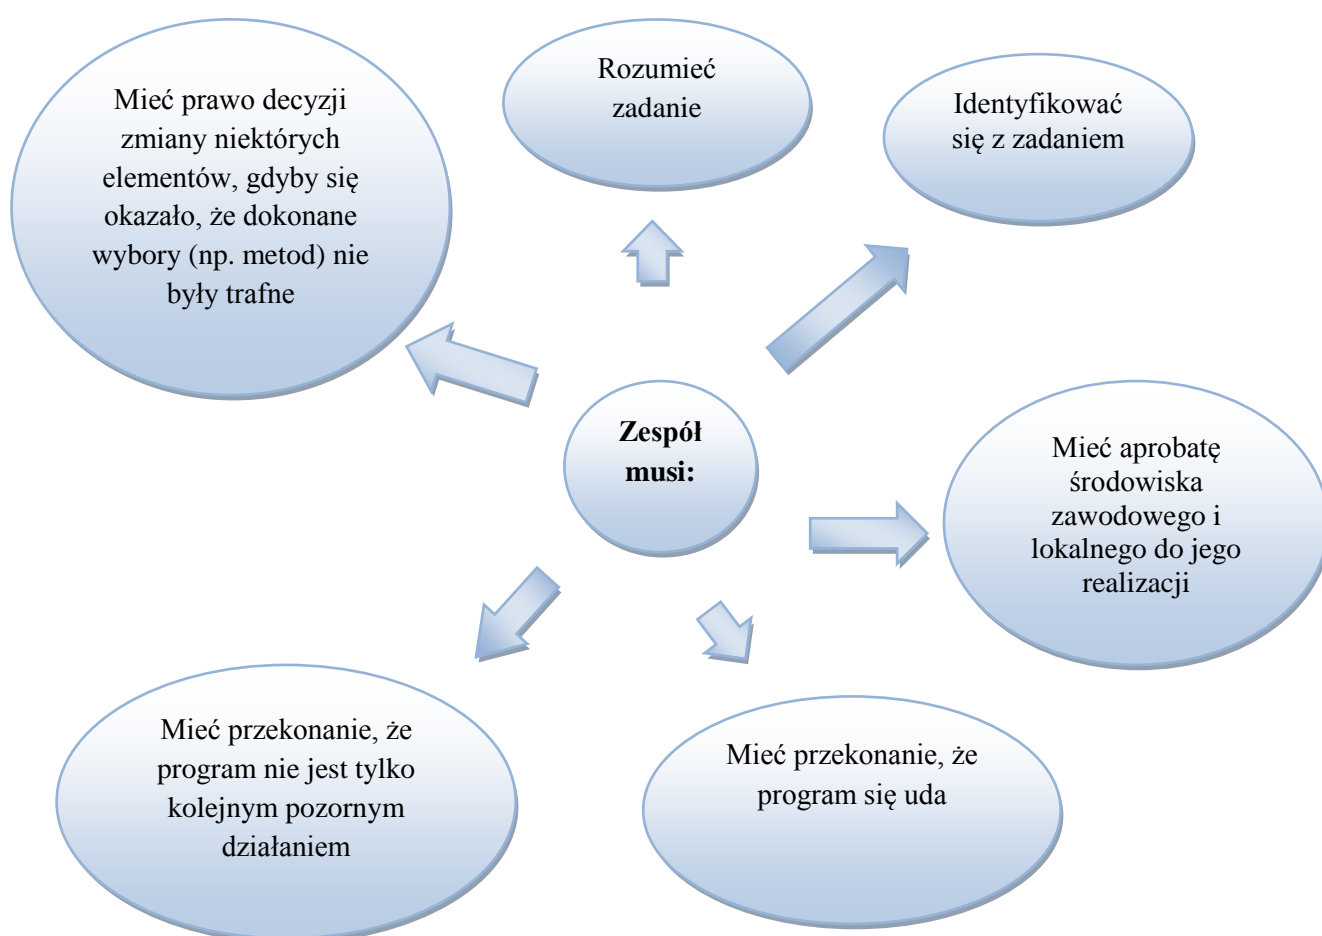 Mieć prawo decyzji
zmiany niektórych
elementów, gdyby się
okazało, że dokonane
wybory (np. metod) nie
były trafne
Rozumieć
zadanie
Identyfikować
się z zadaniem
Zespół
musi:
Mieć aprobatę
środowiska
zawodowego i
lokalnego do jego
realizacji
Mieć przekonanie, że
program nie jest tylko
kolejnym pozornym
działaniem
Mieć przekonanie, że
program się uda